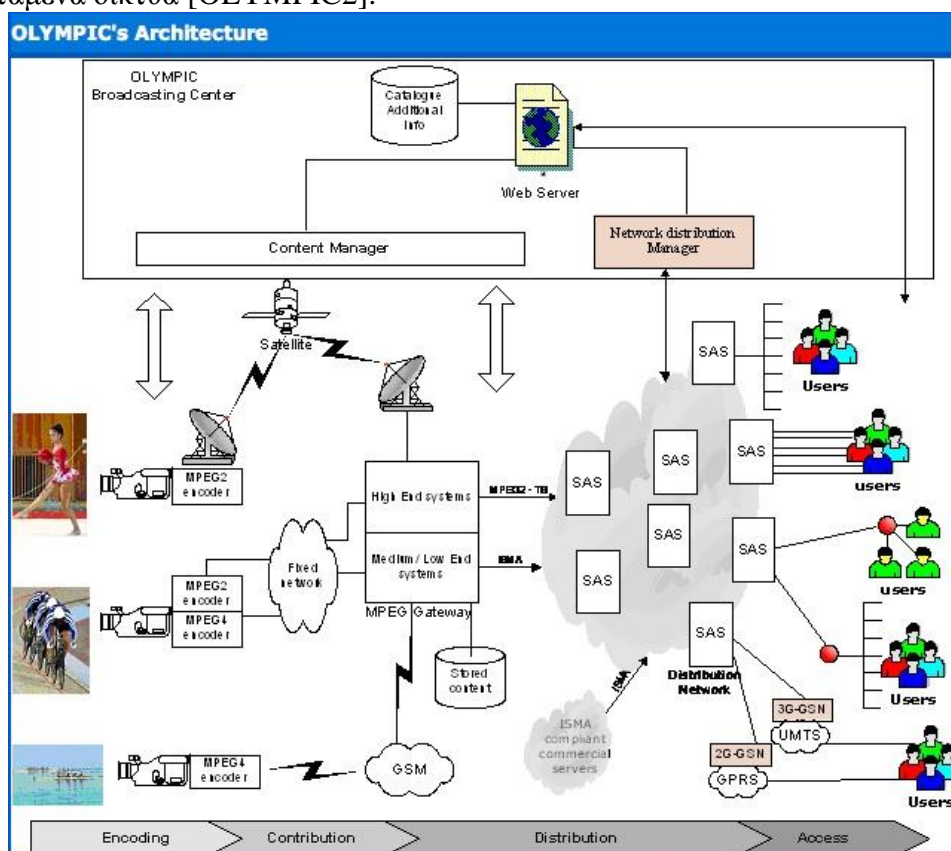 δίκτυα [OLYMPIC2].
OLYMPIC's Architecture
OLYMPIC
Broadcasting Center
Catalogue
Additional
Info
Web Server
Content Manager
Network distribution
Manager
Satellite
SAS
Users
MPEG2
encoder
High End systems
MPEG2 - TS
SAS
SAS
SAS
users
Fixed
network
Medium / Low End
systems
ISMA
MPEG Gateway
MPEG2
encoder
MPEG4
encoder
SAS
SAS
SAS
users
Stored
content
SAS
Distribution
Network
ISMA
Users
ISMA
compliant
commercial
servers
3G-GSN
UMTS
2G-GSN
GPRS
Users
MPEG4
encoder
GSM
Encoding
Contribution
Distribution
Access